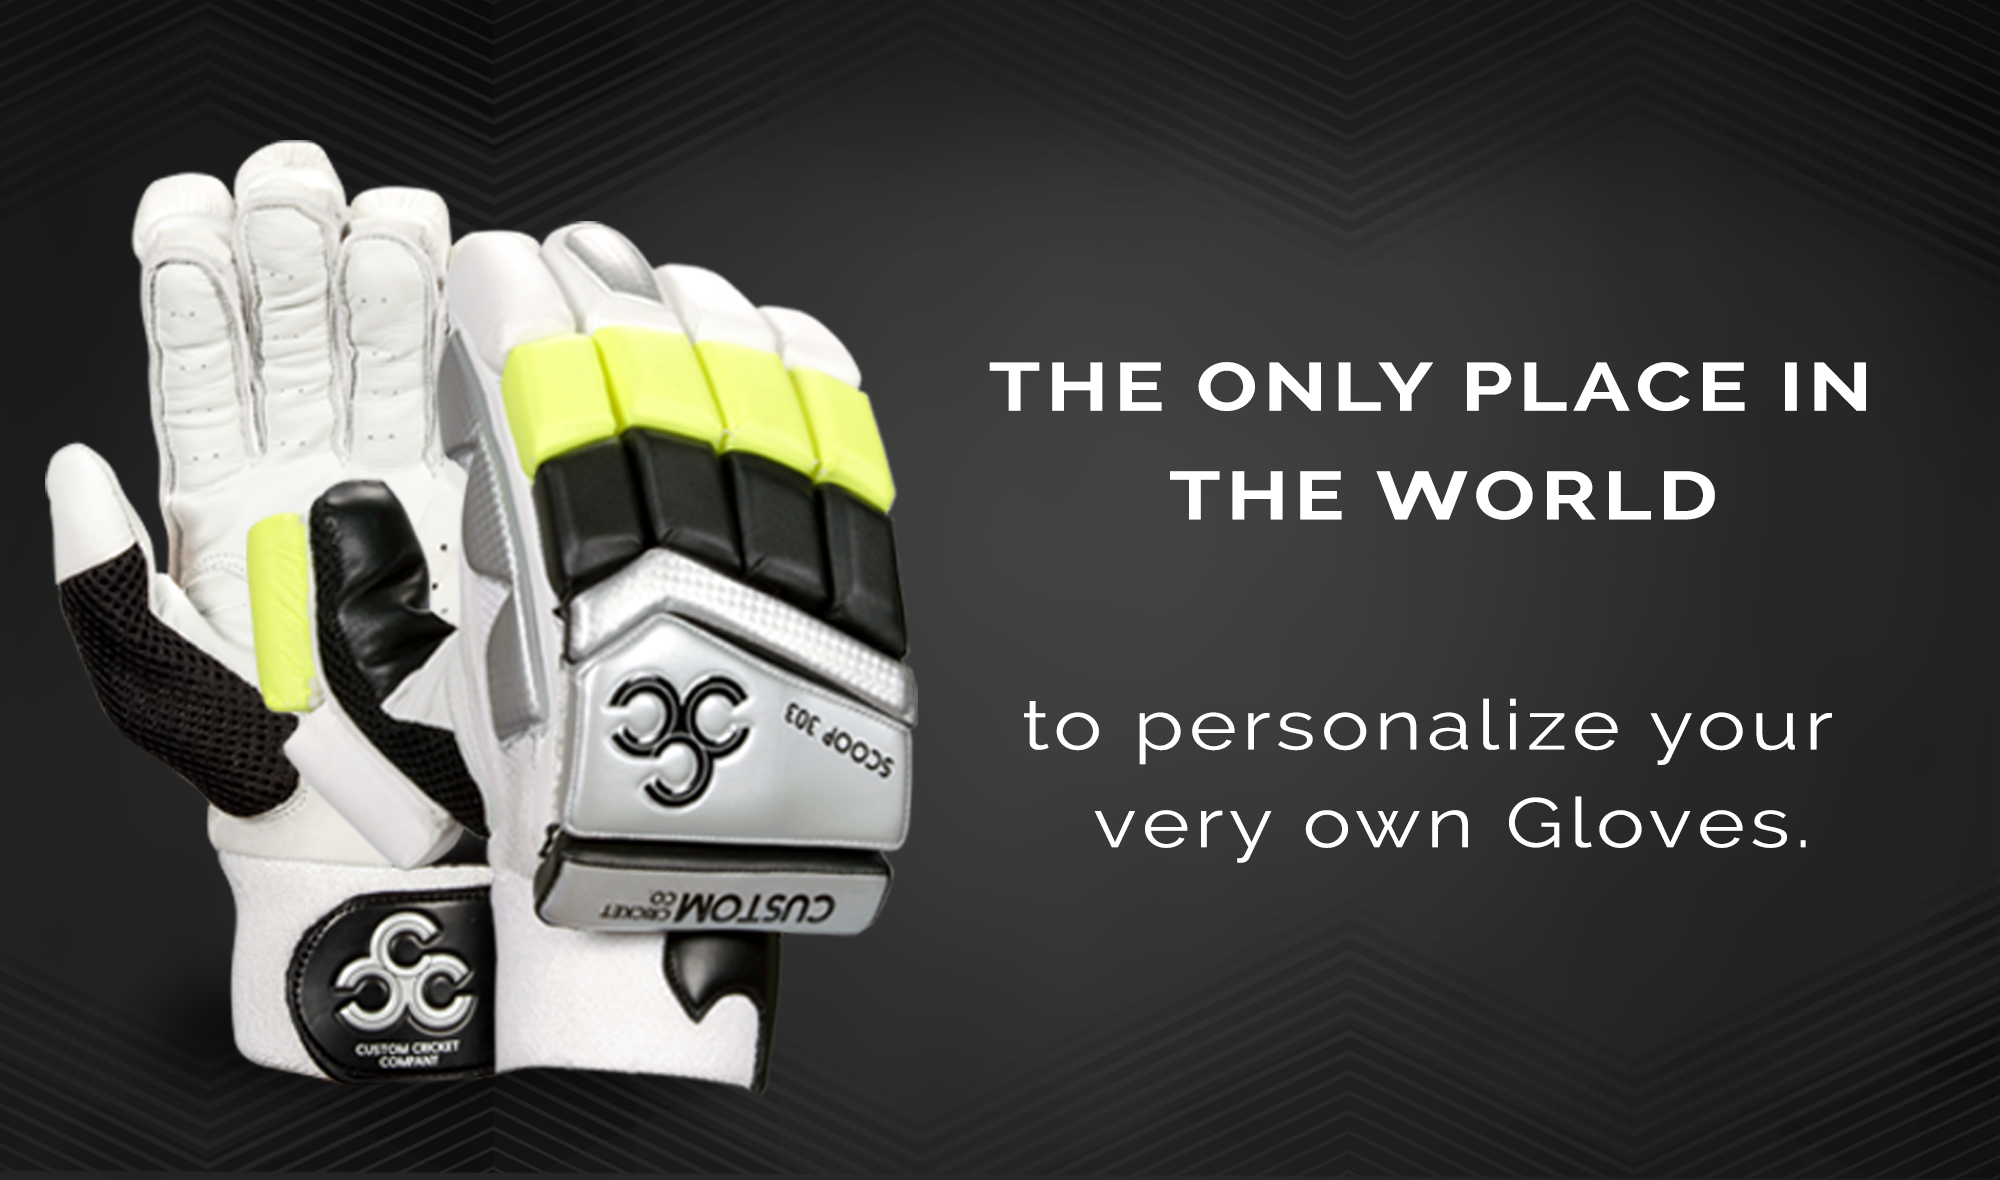 THE ONLY PLACE IN
THE WORLD
to personalize your
very own Gloves.
SCOOP 303
CUSTOM CRICKET CO.
CUSTOM CRICKET
COMPANY